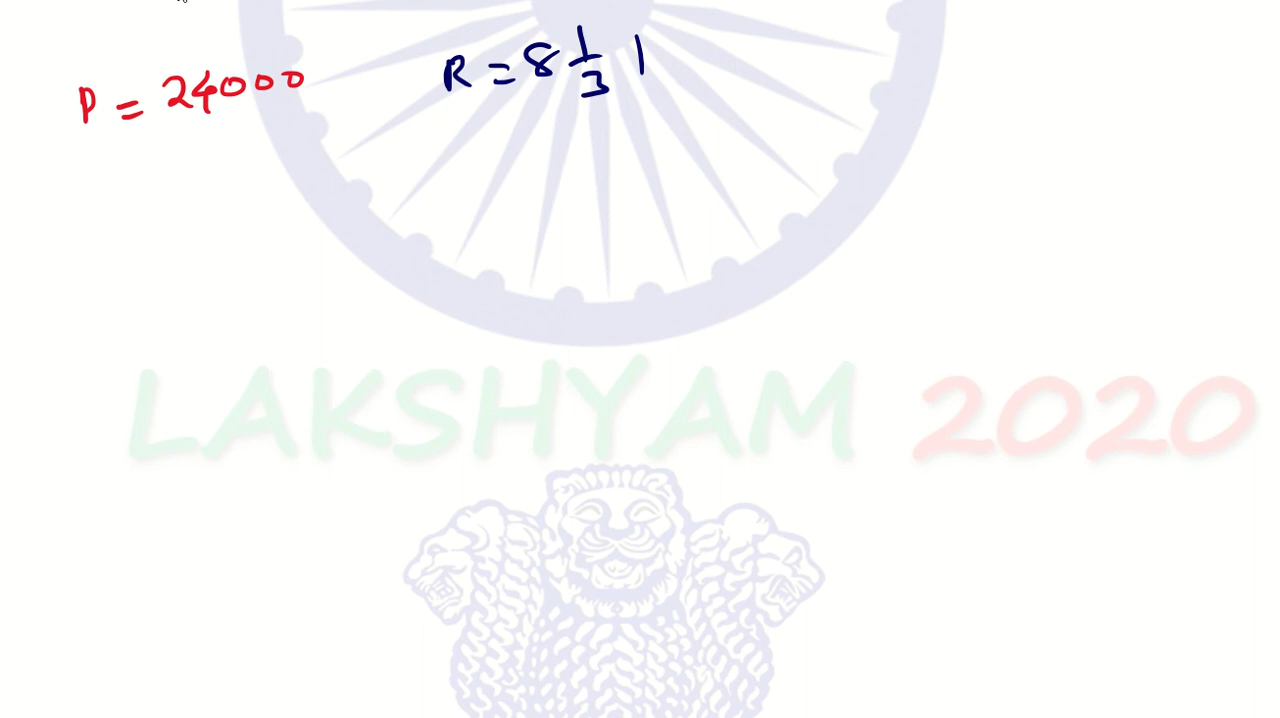 P = 24000 R = 8 1/3 |
LAKSHYAM 2020